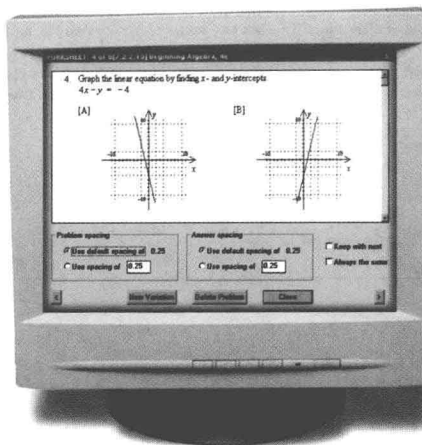 4. Graph the linear equation by finding x- and y-intercepts
4x − y = −4
[A] [B]
y y
x x
Problem spacing Answer spacing
Use default spacing of 0.25 Use default spacing of 0.25 Keep with next
Use spacing of 0.25 Use spacing of 0.25 Always the same
New Variation Delete Problem Close